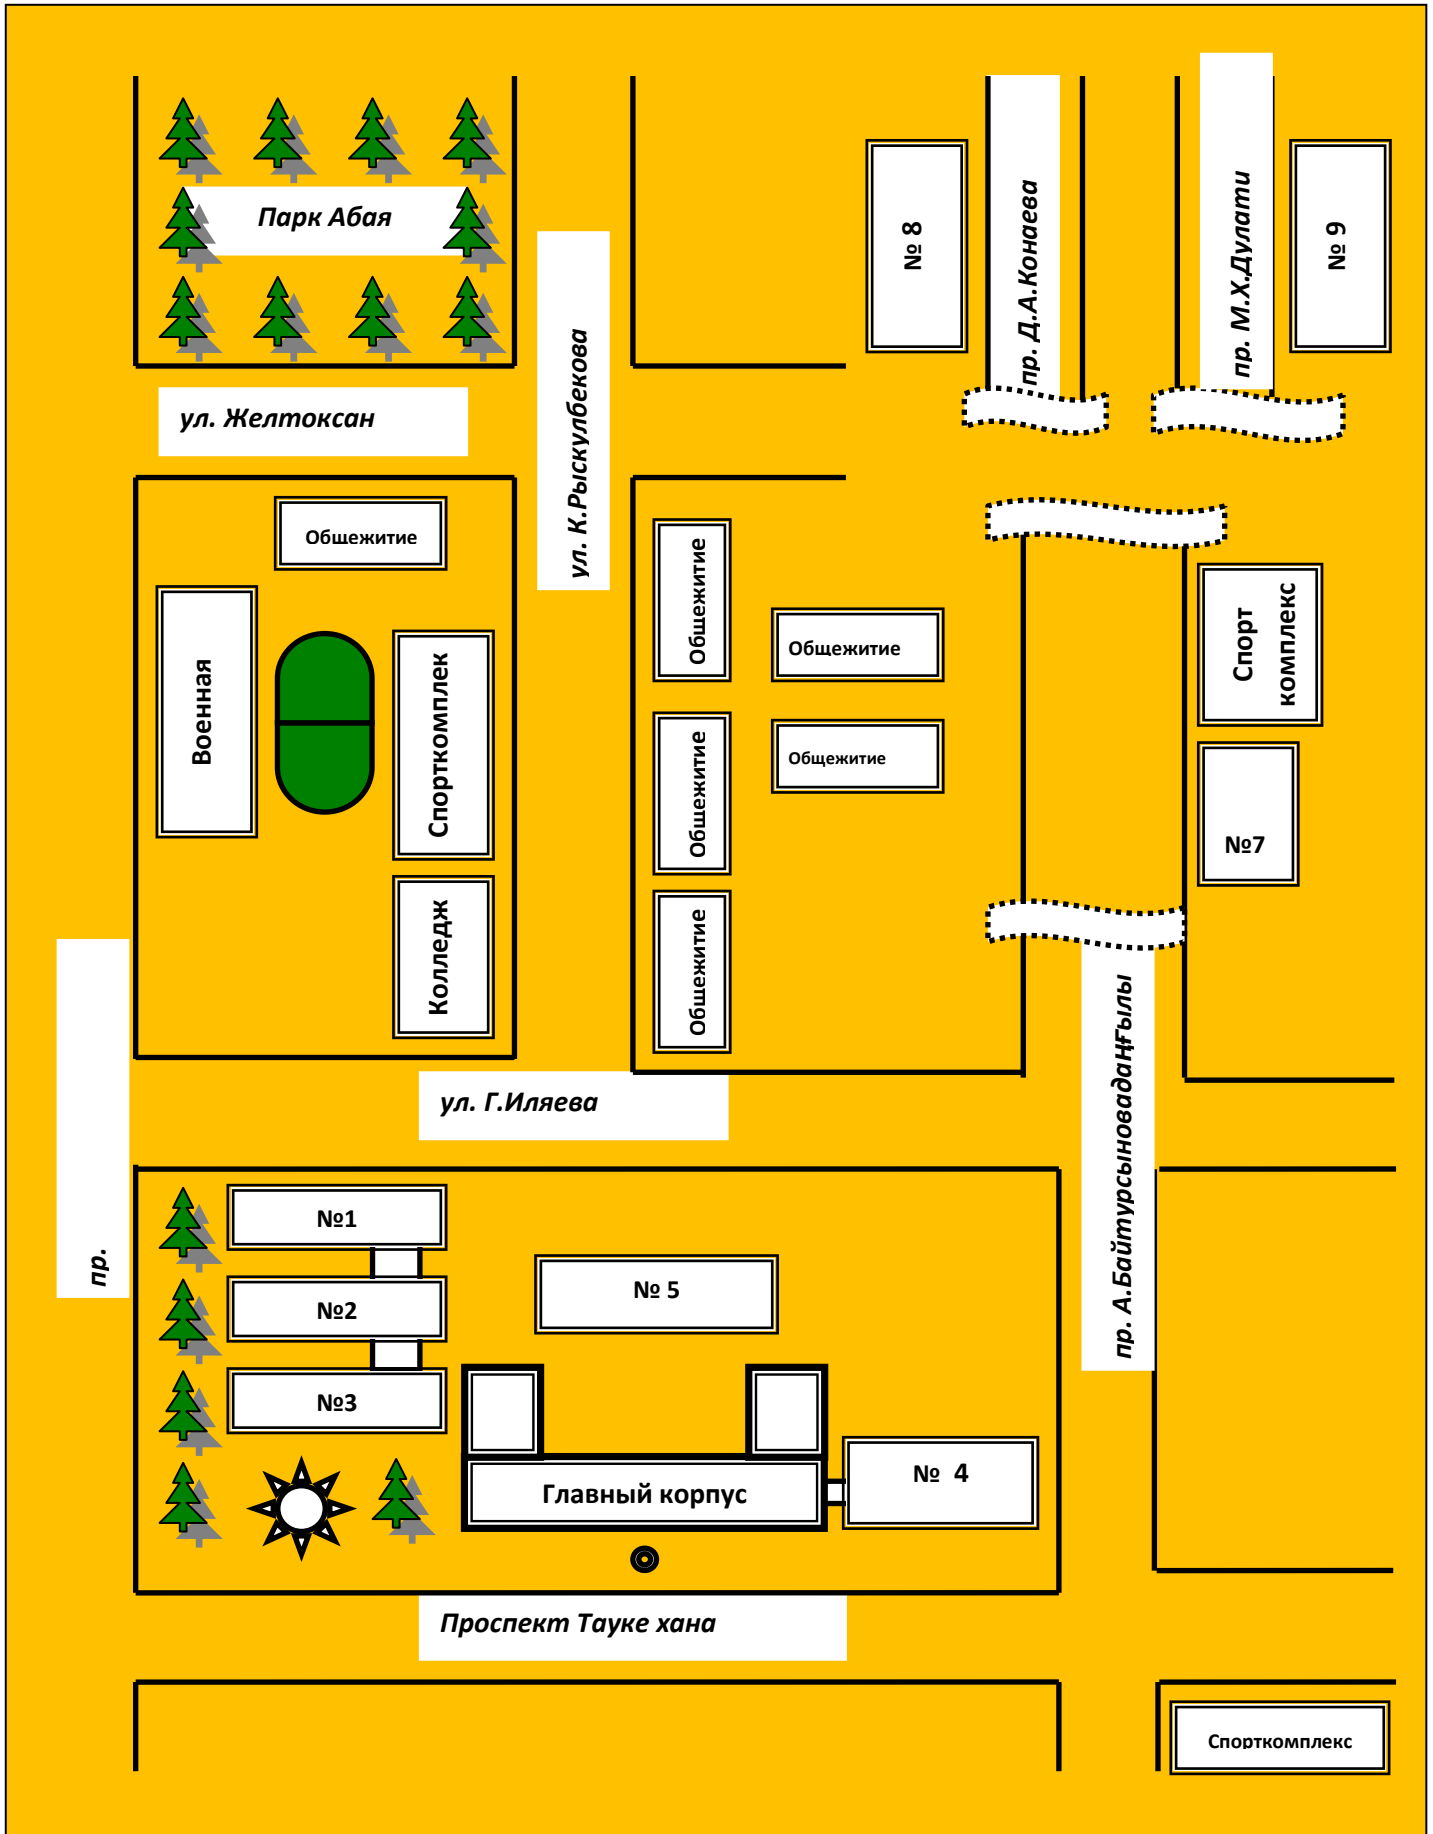 Парк Абая
№ 8
пр. Д.А.Конаева
пр. М.Х.Дулати
№ 9
ул. Желтоксан
ул. К.Рыскулбекова
Общежитие
Военная
Спорткомплек
Колледж
Общежитие
Общежитие
Общежитие
Общежитие
Общежитие
Спорт
комплекс
№7
ул. Г.Иляева
пр.
пр. А.Байтурсыноваданғылы
№1
№2
№3
№ 5
Главный корпус
№ 4
Проспект Тауке хана
Спорткомплекс